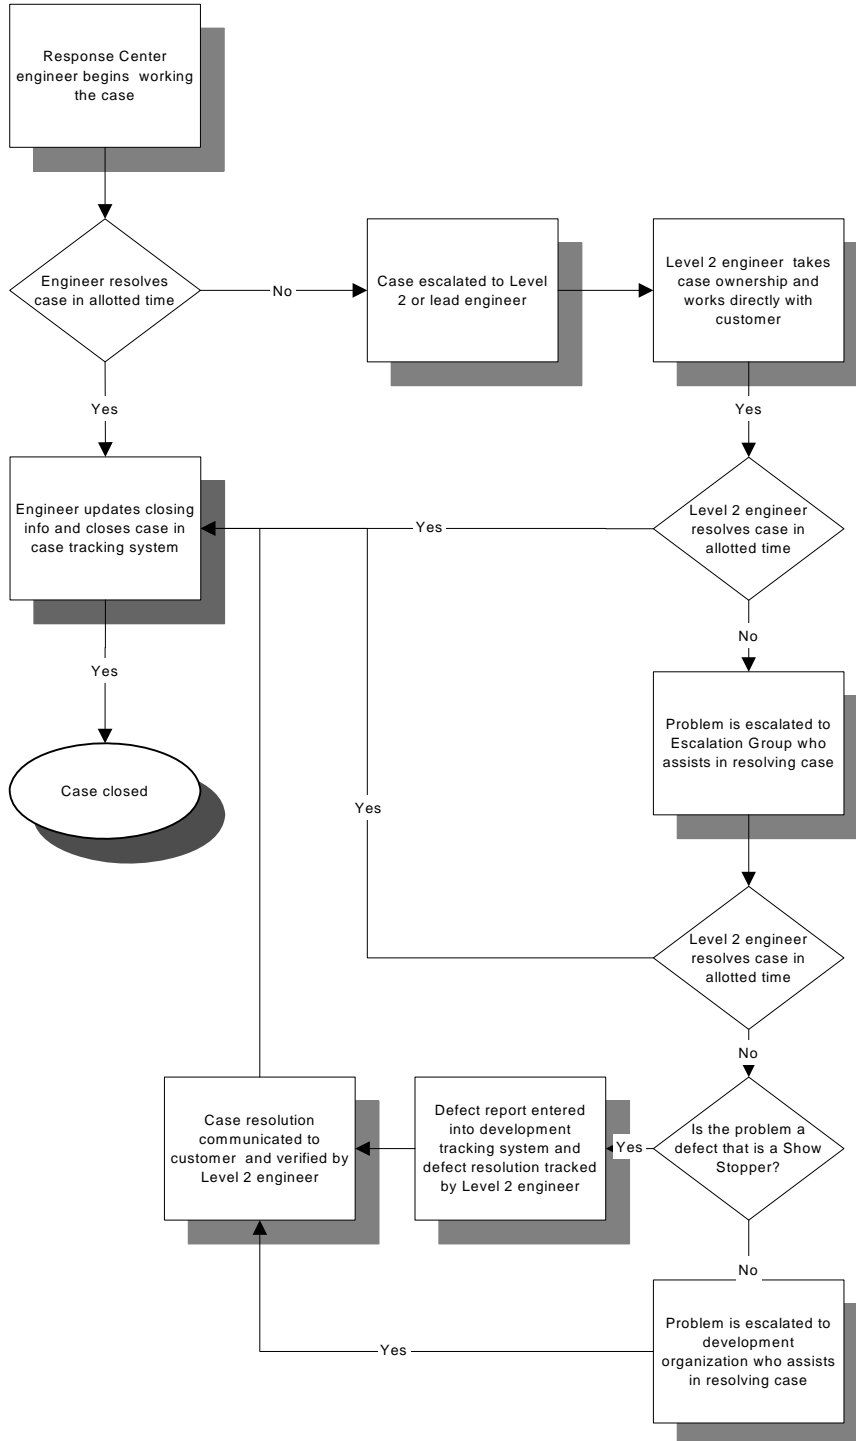 Response Center
engineer begins working
the case
Engineer resolves
case in allotted time
No
Case escalated to Level
2 or lead engineer
Level 2 engineer takes
case ownership and
works directly with
customer
Yes
Yes
Engineer updates closing
info and closes case in
case tracking system
Yes
Level 2 engineer
resolves case in
allotted time
No
Yes
Problem is escalated to
Escalation Group who
assists in resolving case
Case closed
Yes
Level 2 engineer
resolves case in
allotted time
No
Case resolution
communicated to
customer and verified by
Level 2 engineer
Defect report entered
into development
tracking system and
defect resolution tracked
by Level 2 engineer
Yes
Is the problem a
defect that is a Show
Stopper?
No
Yes
Problem is escalated to
development
organization who assists
in resolving case